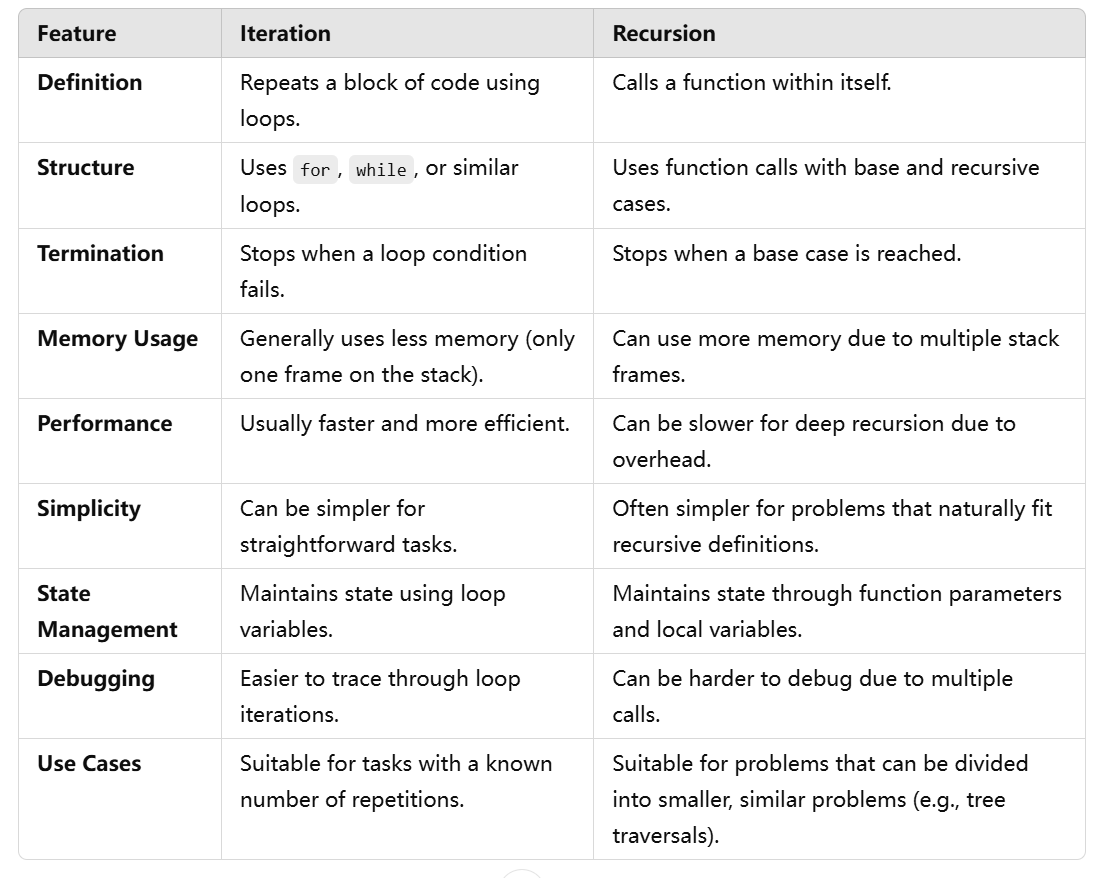 Feature Iteration Recursion
Definition Repeats a block of code using Calls a function within itself.
loops.
Structure Uses for, while, or similar Uses function calls with base and recursive
loops. cases.
Termination Stops when a loop condition Stops when a base case is reached.
fails.
Memory Usage Generally uses less memory (only Can use more memory due to multiple stack
one frame on the stack). frames.
Performance Usually faster and more efficient. Can be slower for deep recursion due to
overhead.
Simplicity Can be simpler for Often simpler for problems that naturally fit
straightforward tasks. recursive definitions.
State Maintains state using loop Maintains state through function parameters
Management variables. and local variables.
Debugging Easier to trace through loop Can be harder to debug due to multiple
iterations. calls.
Use Cases Suitable for tasks with a known Suitable for problems that can be divided
number of repetitions. into smaller, similar problems (e.g., tree
traversals).